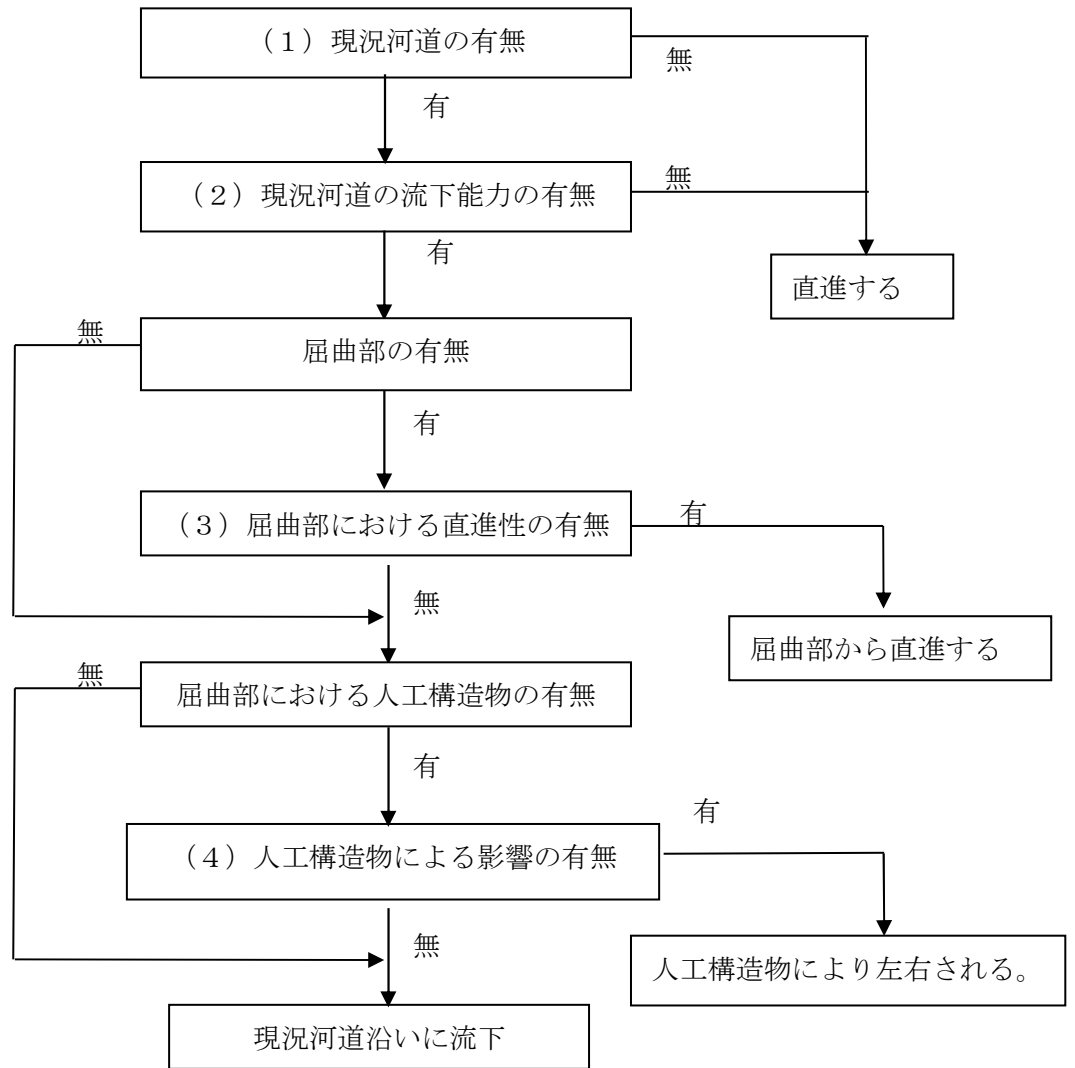 （１）現況河道の有無
無
有
（２）現況河道の流下能力の有無
無
有
直進する
無
屈曲部の有無
有
（３）屈曲部における直進性の有無
有
無
屈曲部から直進する
無
屈曲部における人工構造物の有無
有
（４）人工構造物による影響の有無
有
無
人工構造物により左右される。
現況河道沿いに流下